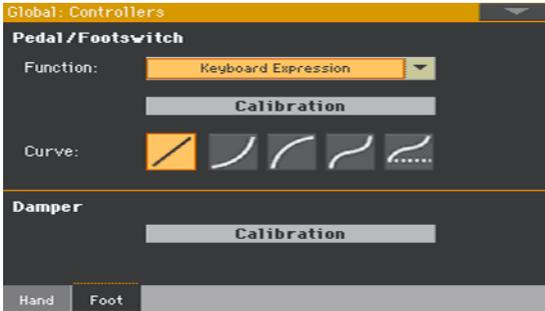 Global: Controllers
Pedal/Footswitch
Function: Keyboard Expression
Calibration
Curve:
Damper
Calibration
Hand Foot